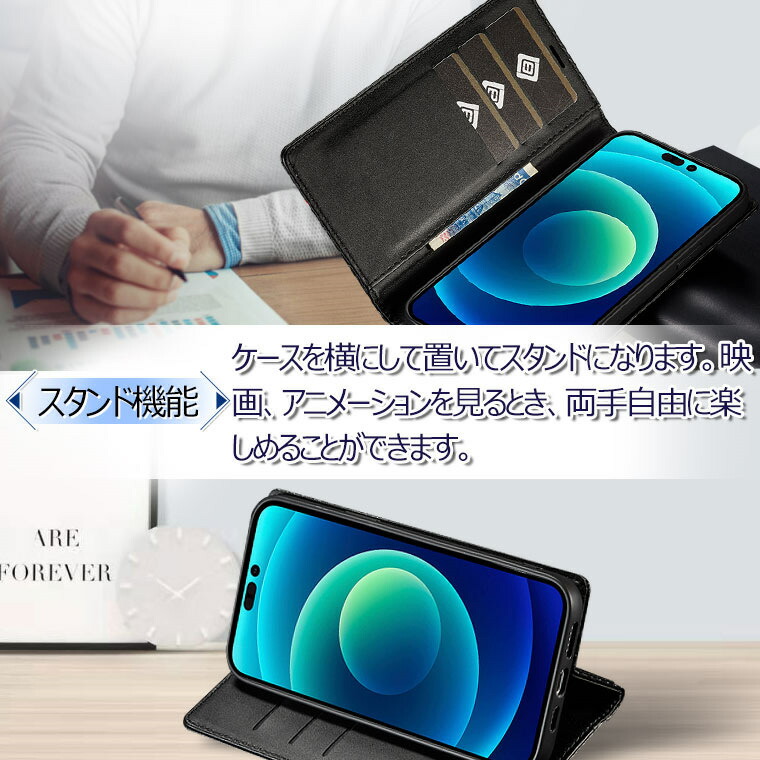 スタンド機能
ケースを横にして置いてスタンドになります。映
画、アニメーションを見るとき、両手自由に楽
しめることができます。
ARE
FOREVER